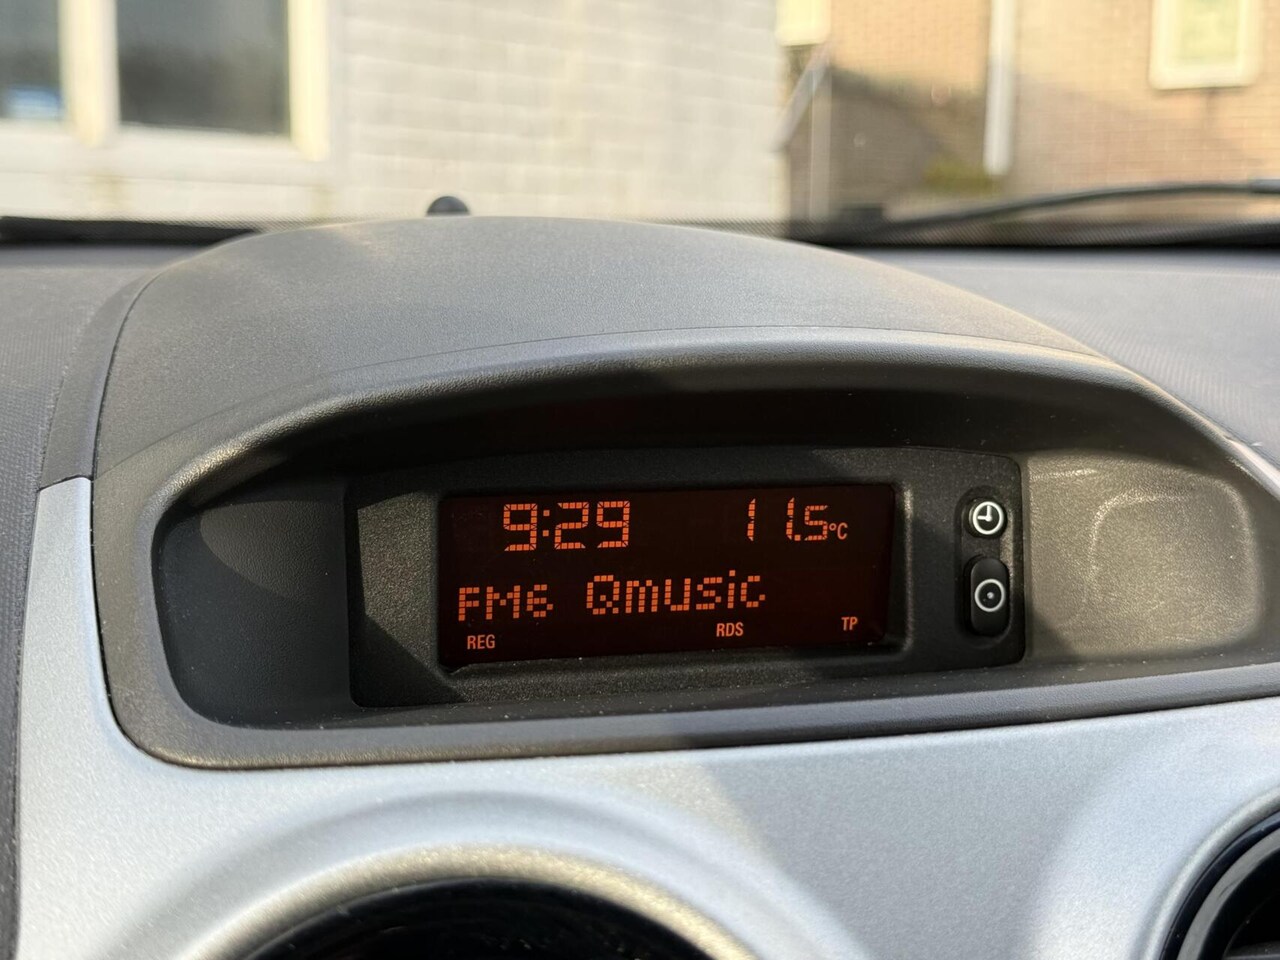 9:29 11.5°C
FM6 Qmusic
REG RDS TP